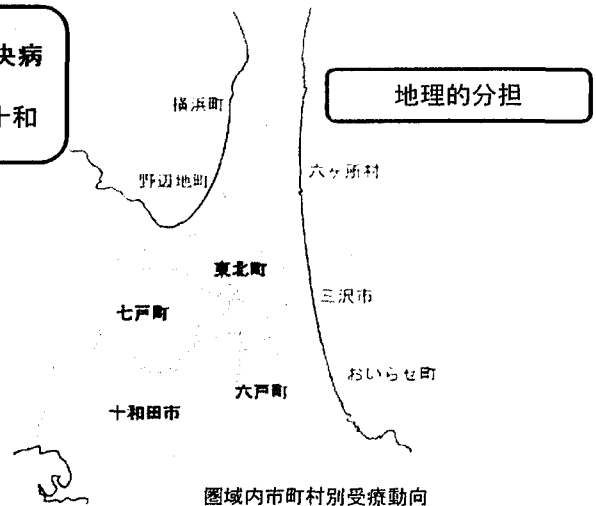 央病
十和
地理的分担
横浜町
野辺地町
六ヶ所村
東北町
七戸町
三沢市
おいらせ町
六戸町
十和田市
圏域内市町村別受療動向